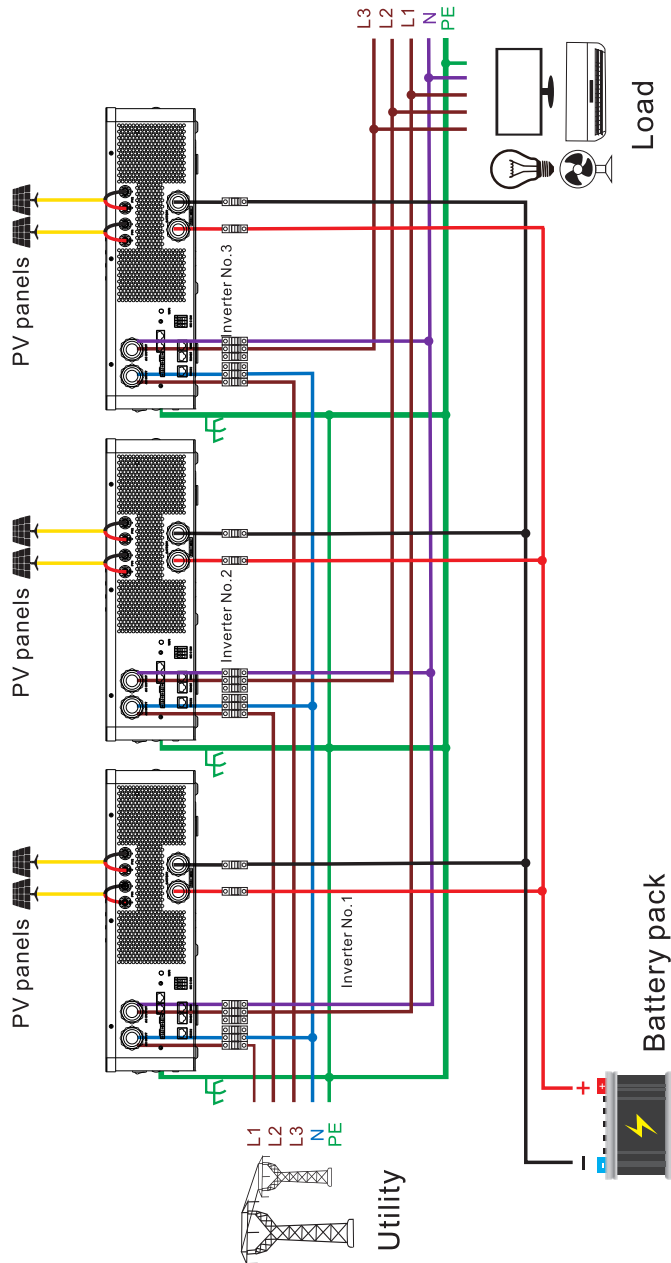 PV panels
PV panels
PV panels
Inverter No.1
Inverter No.2
Inverter No.3
L1
L2
L3
N
PE
Utility
L3
L2
L1
N
PE
Load
+
−
Battery pack